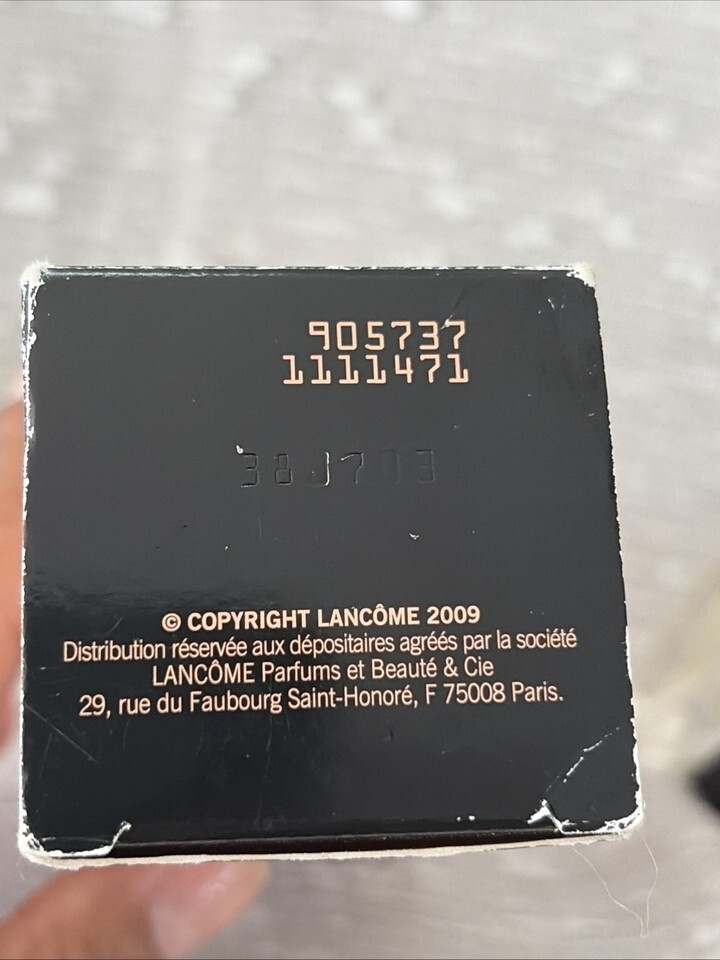 905737
1111471
38J703
© COPYRIGHT LANCÔME 2009
Distribution réservée aux dépositaires agréés par la société
LANCÔME Parfums et Beauté & Cie
29, rue du Faubourg Saint-Honoré, F 75008 Paris.